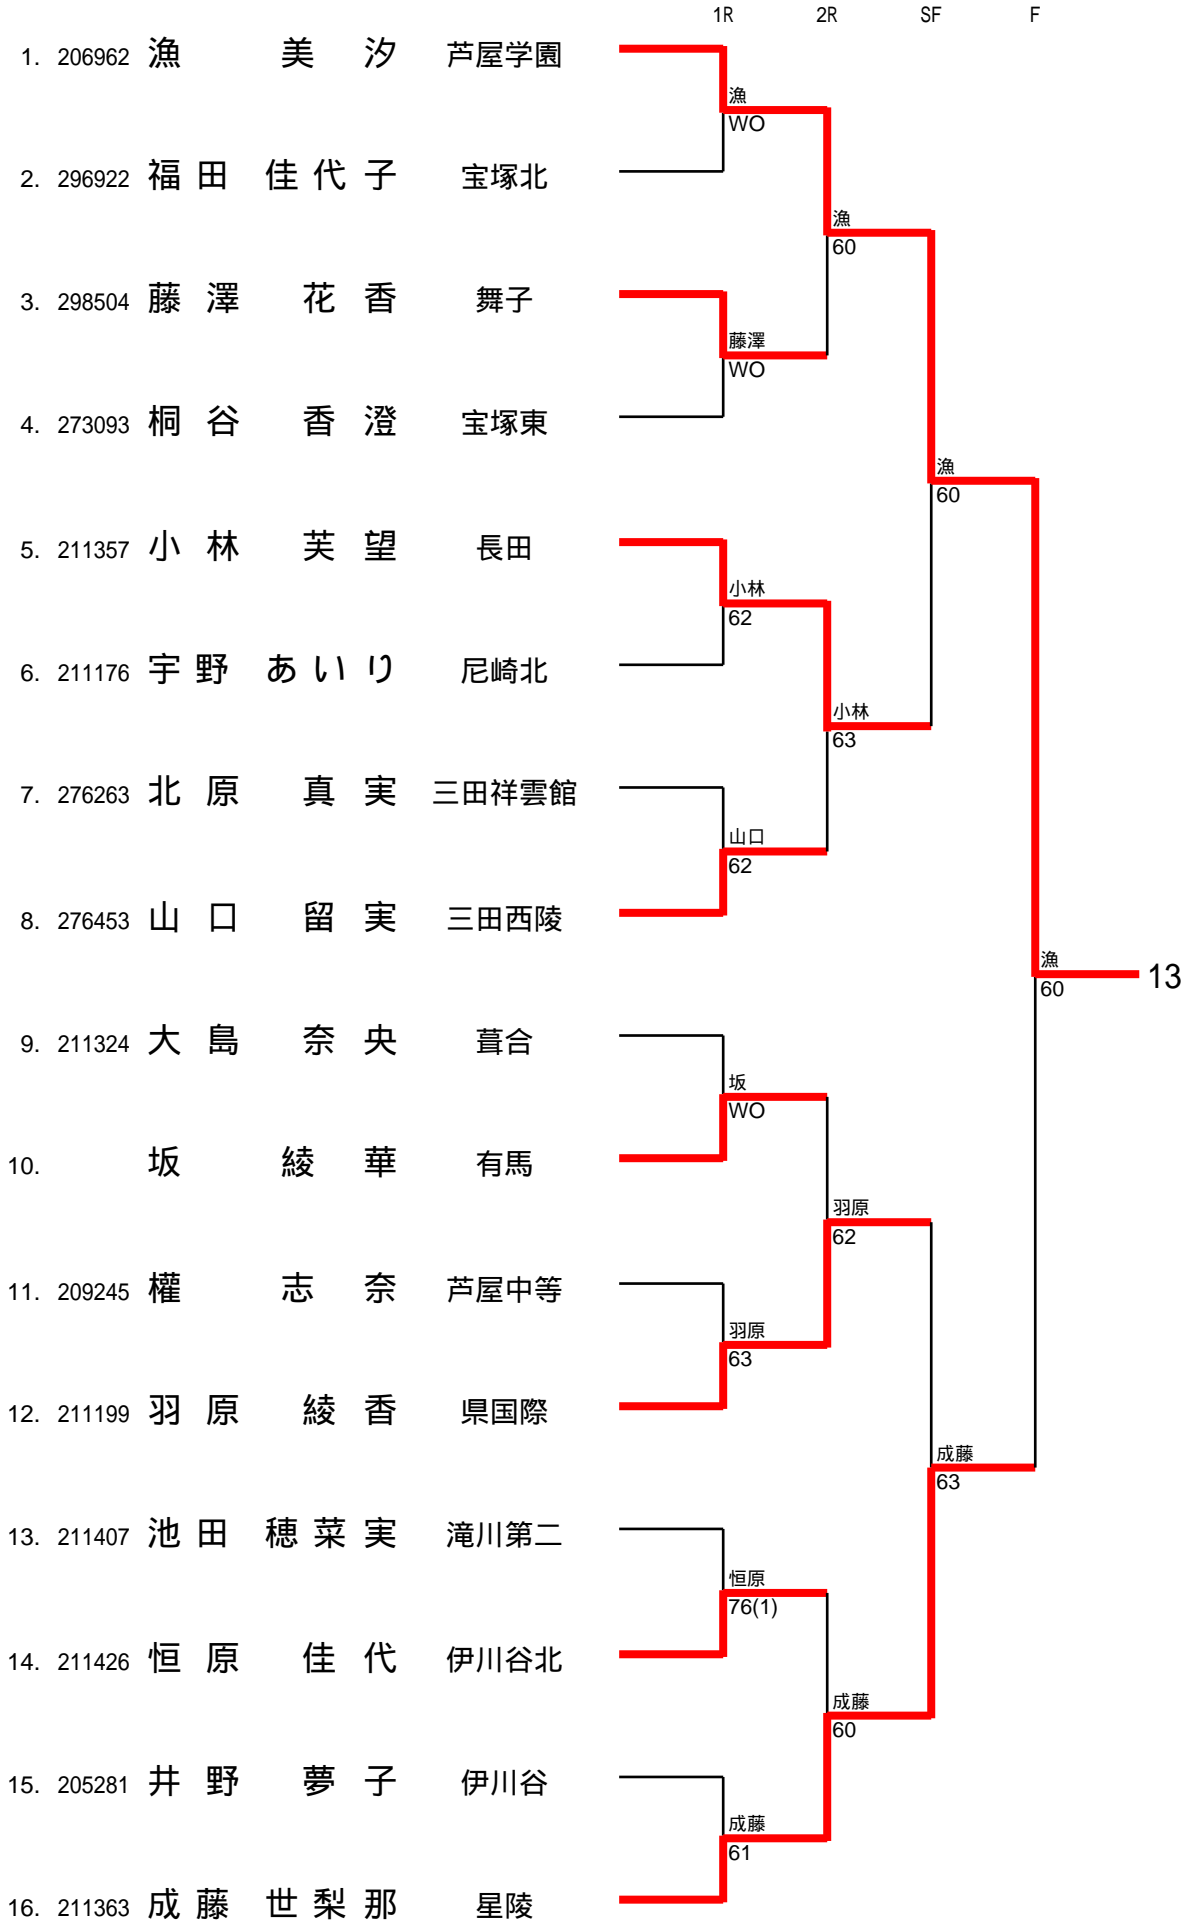 1R 2R SF F
1. 206962 漁 美 汐 芦屋学園
漁
WO
2. 296922 福 田 佳 代 子 宝塚北
漁
60
3. 298504 藤 澤 花 香 舞子
藤澤
WO
4. 273093 桐 谷 香 澄 宝塚東
漁
60
5. 211357 小 林 芙 望 長田
小林
62
6. 211176 宇 野 あ い り 尼崎北
小林
63
7. 276263 北 原 真 実 三田祥雲館
山口
62
8. 276453 山 口 留 実 三田西陵
漁
60
13
9. 211324 大 島 奈 央 葺合
坂
WO
10. 坂 綾 華 有馬
羽原
62
11. 209245 權 志 奈 芦屋中等
羽原
63
12. 211199 羽 原 綾 香 県国際
成藤
63
13. 211407 池 田 穂 菜 実 滝川第二
恒原
76(1)
14. 211426 恒 原 佳 代 伊川谷北
成藤
60
15. 205281 井 野 夢 子 伊川谷
成藤
61
16. 211363 成 藤 世 梨 那 星陵